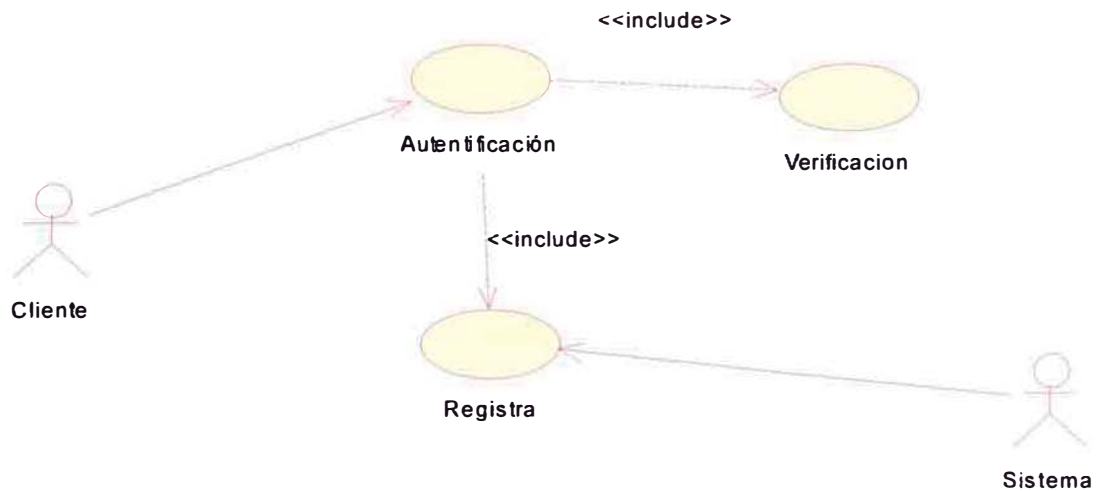 <<include>>
Autentificación
Verificacion
<<include>>
Cliente
Registra
Sistema